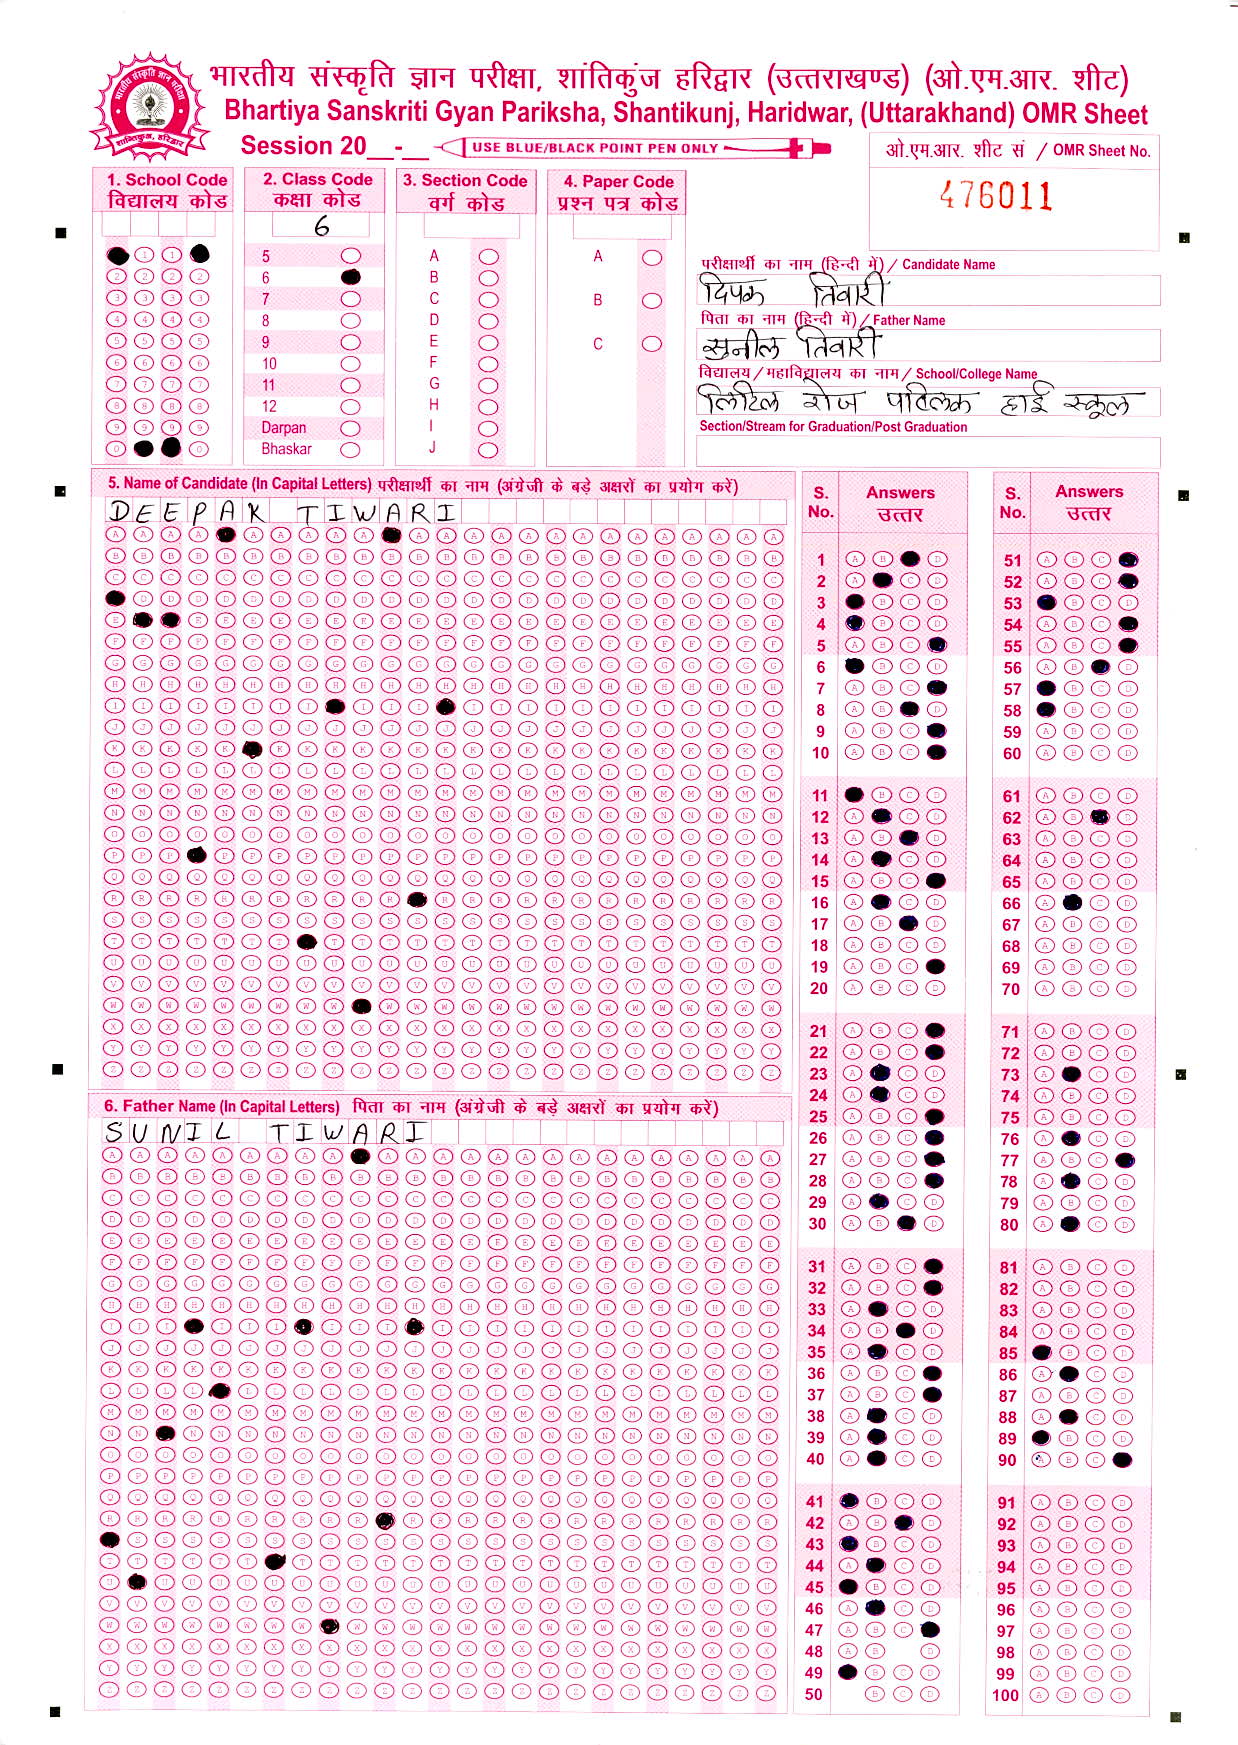 भारतीय संस्कृति ज्ञान परीक्षा, शांतिकुंज हरिद्वार (उत्तराखण्ड) (ओ.एम.आर. शीट)
Bhartiya Sanskriti Gyan Pariksha, Shantikunj, Haridwar, (Uttarakhand) OMR Sheet
Session 20__-__ USE BLUE/BLACK POINT PEN ONLY
ओ.एम.आर. शीट सं / OMR Sheet No.
476011
1. School Code
विद्यालय कोड
2. Class Code
कक्षा कोड
6
5
6
7
8
9
10
11
12
Darpan
Bhaskar
3. Section Code
वर्ग कोड
A
B
C
D
E
F
G
H
I
J
4. Paper Code
प्रश्न पत्र कोड
A
B
C
परीक्षार्थी का नाम (हिन्दी में) / Candidate Name
दिपक तिवारी
पिता का नाम (हिन्दी में) / Father Name
सुनील तिवारी
विद्यालय / महाविद्यालय का नाम / School/College Name
लिटिल रोज पब्लिक हाई स्कूल
Section/Stream for Graduation/Post Graduation
5. Name of Candidate (In Capital Letters) परीक्षार्थी का नाम (अंग्रेजी के बड़े अक्षरों का प्रयोग करें)
DEEPAK TIWARI
6. Father Name (In Capital Letters) पिता का नाम (अंग्रेजी के बड़े अक्षरों का प्रयोग करें)
SUNIL TIWARI
S. No. Answers उत्तर
1
2
3
4
5
6
7
8
9
10
11
12
13
14
15
16
17
18
19
20
21
22
23
24
25
26
27
28
29
30
31
32
33
34
35
36
37
38
39
40
41
42
43
44
45
46
47
48
49
50
S. No. Answers उत्तर
51
52
53
54
55
56
57
58
59
60
61
62
63
64
65
66
67
68
69
70
71
72
73
74
75
76
77
78
79
80
81
82
83
84
85
86
87
88
89
90
91
92
93
94
95
96
97
98
99
100